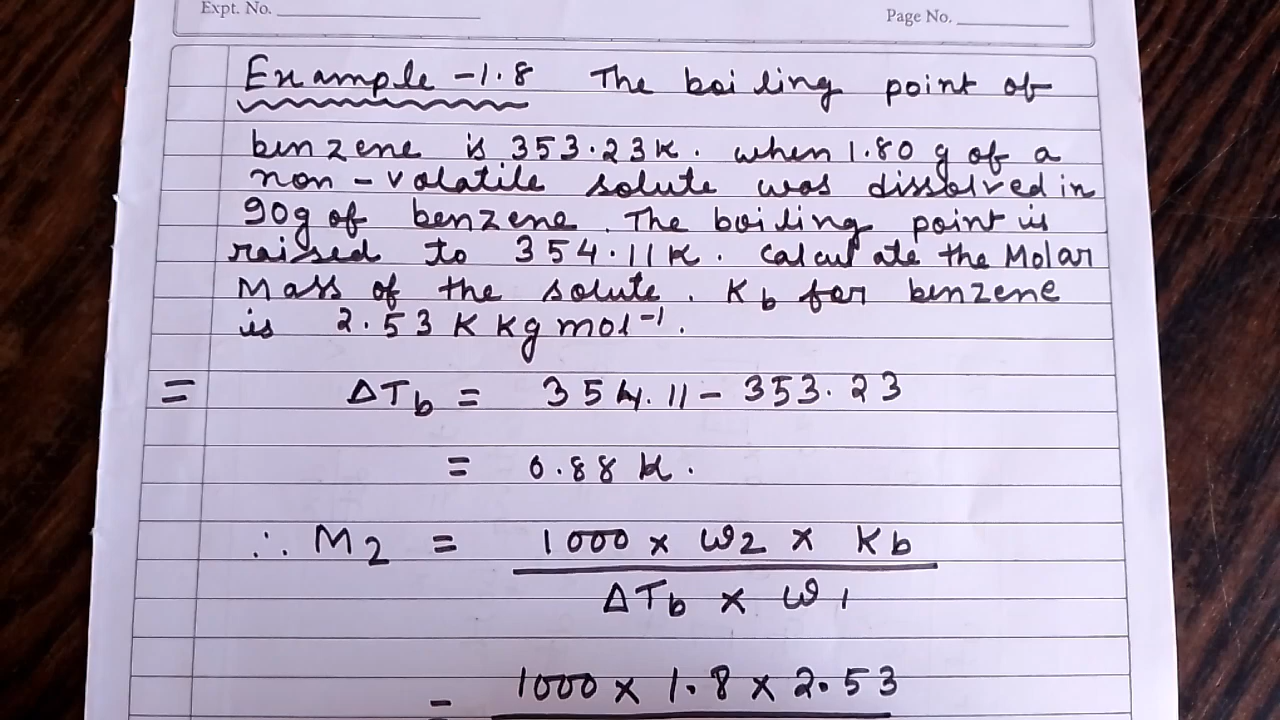 Expt. No.
Page No.
Example -1.8 The boiling point of
benzene is 353.23K. when 1.80 g of a
non-volatile solute was dissolved in
90g of benzene. The boiling point is
raised to 354.11K. Calculate the Molar
Mass of the solute. Kb for benzene
is 2.53 K Kg mol⁻¹.
= ΔTb = 354.11 - 353.23
= 0.88 K.
∴ M2 = 1000 × W2 × Kb
ΔTb × W1
= 1000 × 1.8 × 2.53